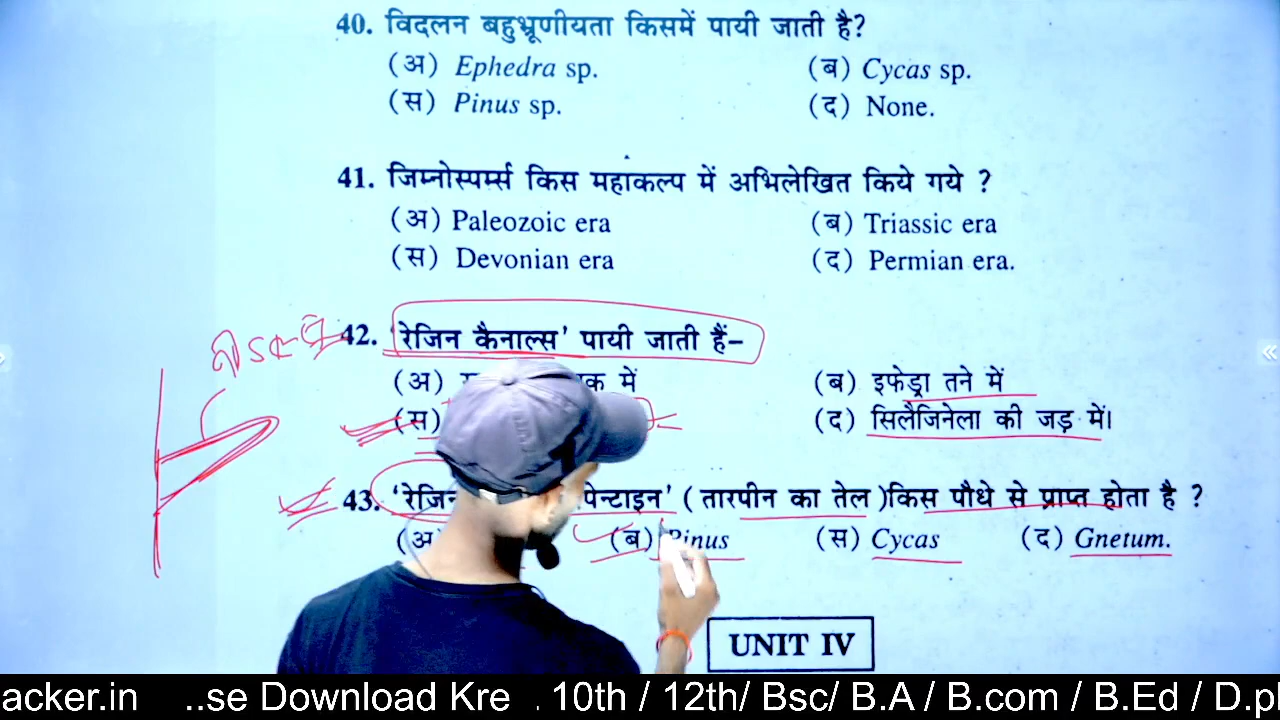 40. विदलन बहुभ्रूणीयता किसमें पायी जाती है?
(अ) Ephedra sp. (ब) Cycas sp.
(स) Pinus sp. (द) None.
41. जिम्नोस्पर्म्स किस महाकल्प में अभिलेखित किये गये ?
(अ) Paleozoic era (ब) Triassic era
(स) Devonian era (द) Permian era.
42. 'रेजिन कैनाल्स' पायी जाती हैं–
(अ) में (ब) इफेड्रा तने में
(स) (द) सिलैजिनेला की जड़ में।
43. 'रेजिन (तारपीन का तेल )किस पौधे से प्राप्त होता है ?
(अ) (ब) Pinus (स) Cycas (द) Gnetum.
UNIT IV
acker.in ..se Download Kre . 10th / 12th/ Bsc/ B.A / B.com / B.Ed / D.p